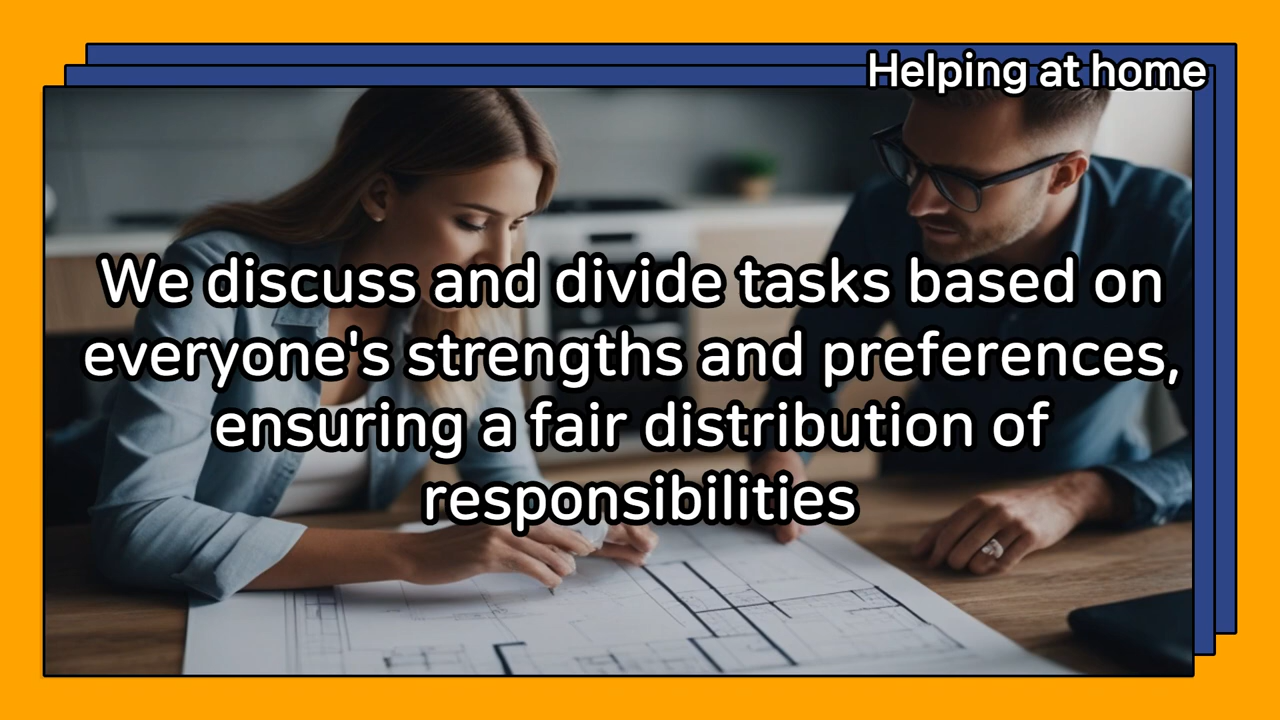 Helping at home
We discuss and divide tasks based on
everyone's strengths and preferences,
ensuring a fair distribution of
responsibilities